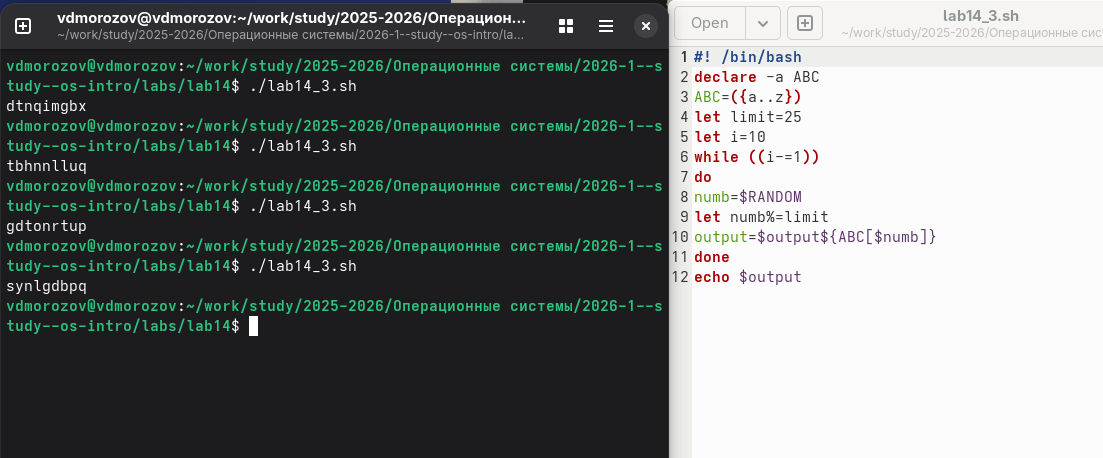 vdmorozov@vdmorozov:~/work/study/2025-2026/Операцион...
~/work/study/2025-2026/Операционные системы/2026-1--study--os-intro/la...
vdmorozov@vdmorozov:~/work/study/2025-2026/Операционные системы/2026-1--s
tudy--os-intro/labs/lab14$ ./lab14_3.sh
dtnqimgbx
vdmorozov@vdmorozov:~/work/study/2025-2026/Операционные системы/2026-1--s
tudy--os-intro/labs/lab14$ ./lab14_3.sh
tbhnnlluq
vdmorozov@vdmorozov:~/work/study/2025-2026/Операционные системы/2026-1--s
tudy--os-intro/labs/lab14$ ./lab14_3.sh
gdtonrtup
vdmorozov@vdmorozov:~/work/study/2025-2026/Операционные системы/2026-1--s
tudy--os-intro/labs/lab14$ ./lab14_3.sh
synlgdbpq
vdmorozov@vdmorozov:~/work/study/2025-2026/Операционные системы/2026-1--s
tudy--os-intro/labs/lab14$
Open
lab14_3.sh
~/work/study/2025-2026/Операционные сис
1 #! /bin/bash
2 declare -a ABC
3 ABC=({a..z})
4 let limit=25
5 let i=10
6 while ((i-=1))
7 do
8 numb=$RANDOM
9 let numb%=limit
10 output=$output${ABC[$numb]}
11 done
12 echo $output